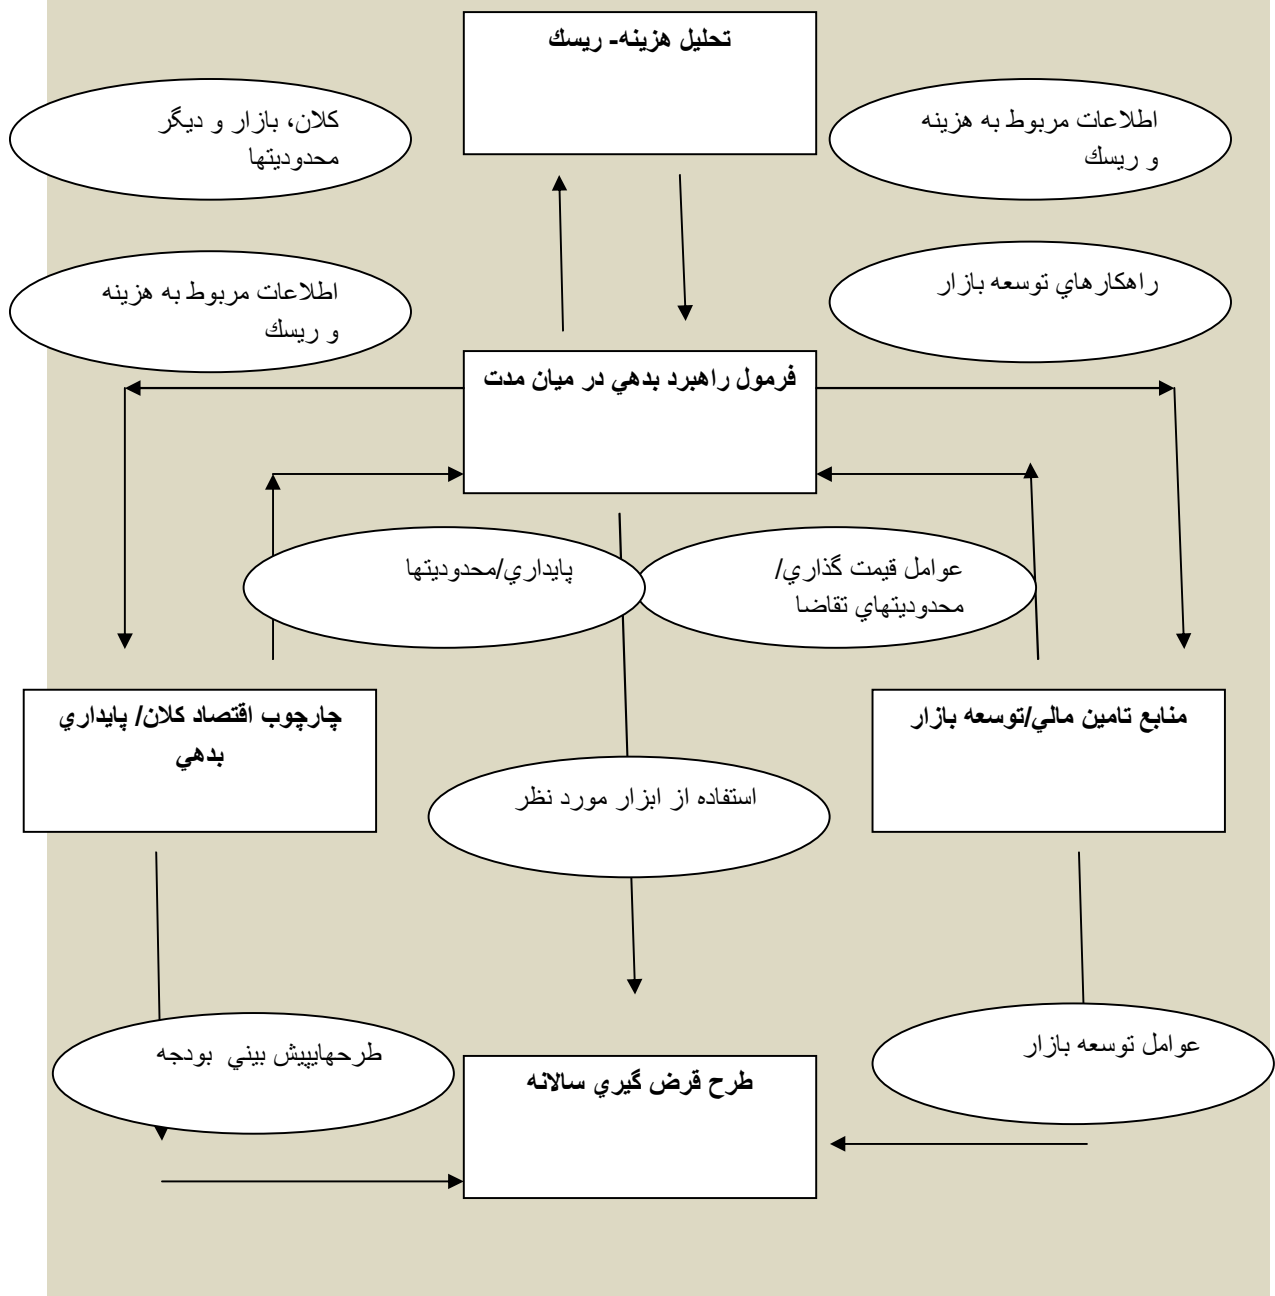 تحليل هزينه- ريسك
اطلاعات مربوط به هزينه
و ريسك
كلان، بازار و ديگر
محدوديتها
راهكارهاي توسعه بازار
اطلاعات مربوط به هزينه
و ريسك
فرمول راهبرد بدهي در ميان مدت
عوامل قيمت گذاري/
محدوديتهاي تقاضا
پايداري/محدوديتها
منابع تامين مالي/توسعه بازار
چارچوب اقتصاد كلان/ پايداري
بدهي
استفاده از ابزار مورد نظر
عوامل توسعه بازار
طرحهايپيش بيني  بودجه
طرح قرض گيري سالانه